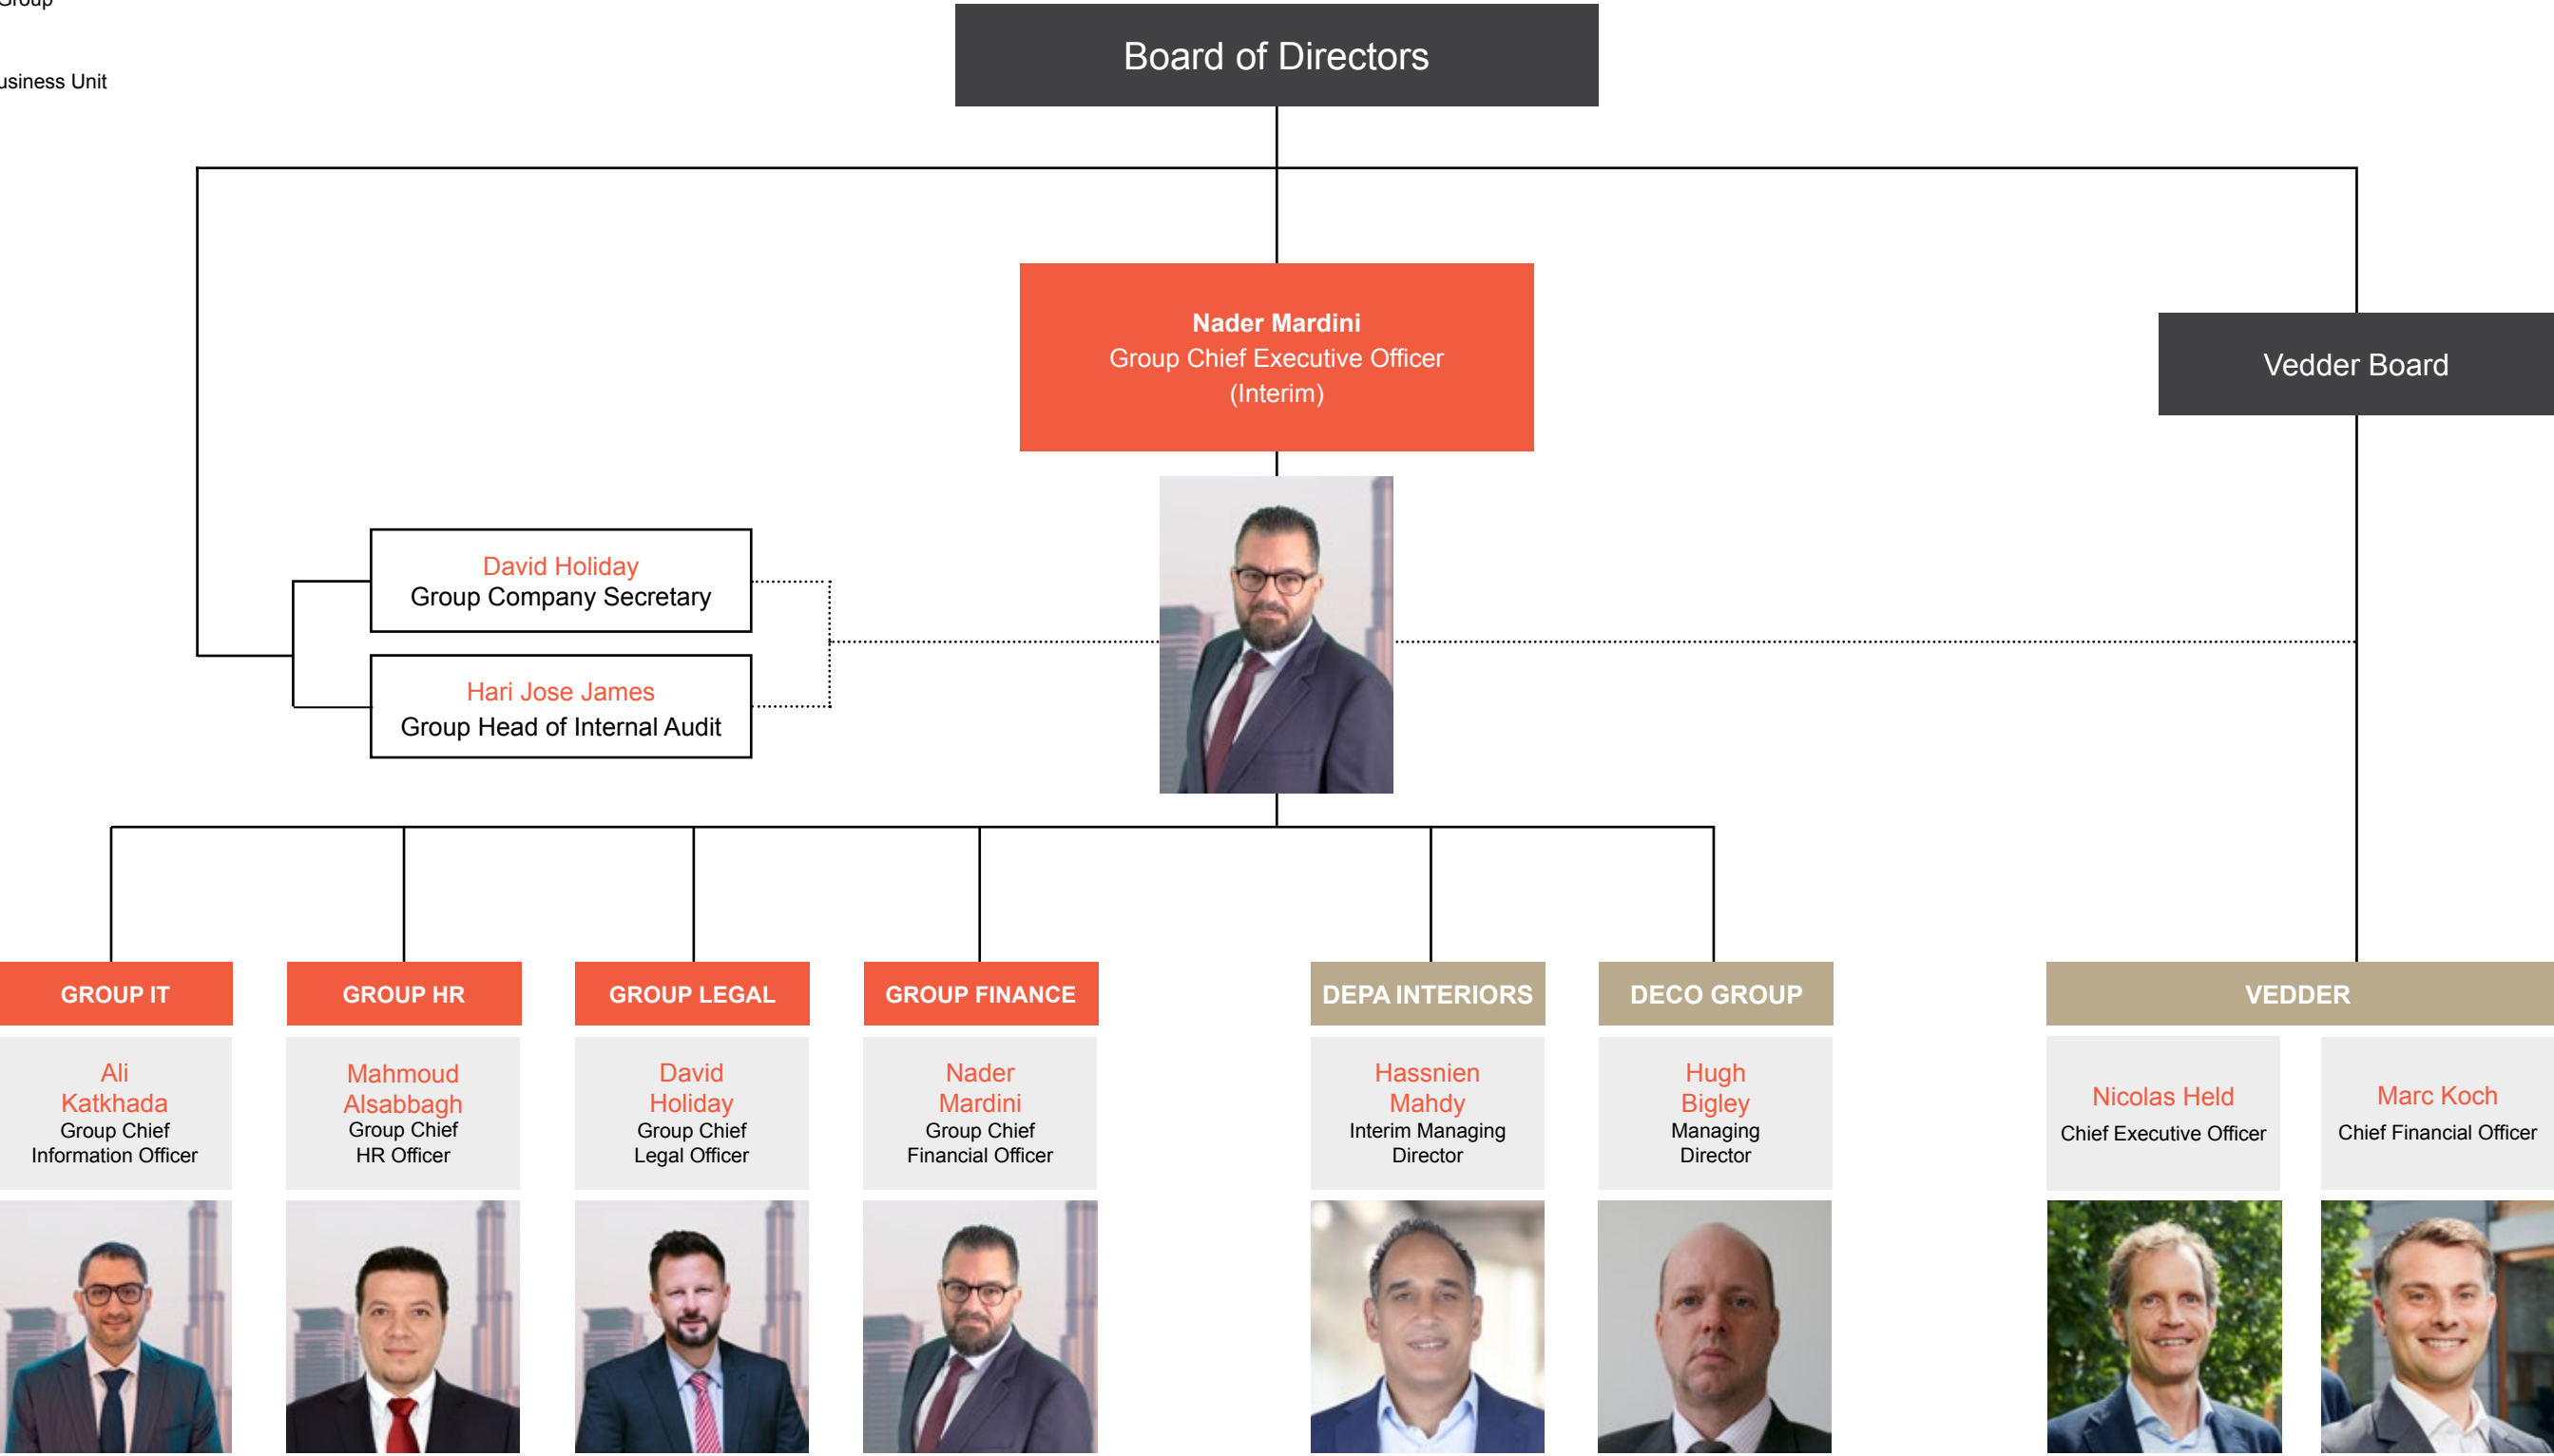 Group
Business Unit
Board of Directors
Nader Mardini
Group Chief Executive Officer
(Interim)
Vedder Board
David Holiday
Group Company Secretary
Hari Jose James
Group Head of Internal Audit
GROUP IT
Ali
Katkhada
Group Chief
Information Officer
GROUP HR
Mahmoud
Alsabbagh
Group Chief
HR Officer
GROUP LEGAL
David
Holiday
Group Chief
Legal Officer
GROUP FINANCE
Nader
Mardini
Group Chief
Financial Officer
DEPA INTERIORS
Hassnien
Mahdy
Interim Managing
Director
DECO GROUP
Hugh
Bigley
Managing
Director
VEDDER
Nicolas Held
Chief Executive Officer
Marc Koch
Chief Financial Officer